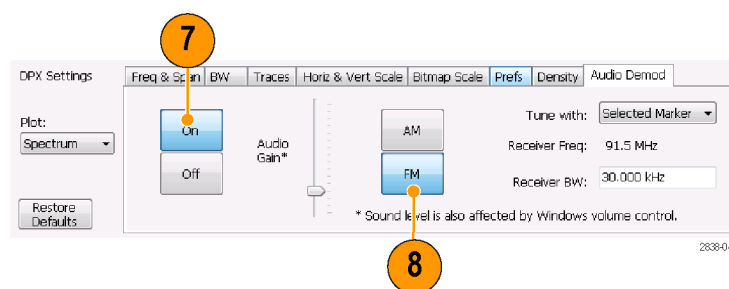 7
DPX Settings
Freq & Span BW Traces Horiz & Vert Scale Bitmap Scale Prefs Density Audio Demod
Plot:
Spectrum
On
Off
Audio
Gain*
AM
FM
Tune with: Selected Marker
Receiver Freq: 91.5 MHz
Receiver BW: 30.000 kHz
Restore
Defaults
* Sound level is also affected by Windows volume control.
8